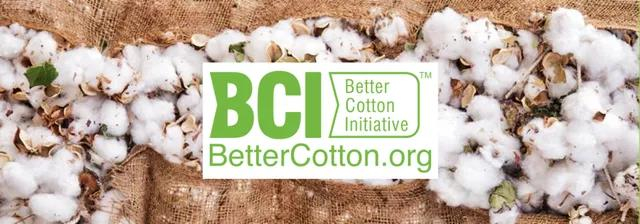 BCI
Better
Cotton
Initiative
™
BetterCotton.org